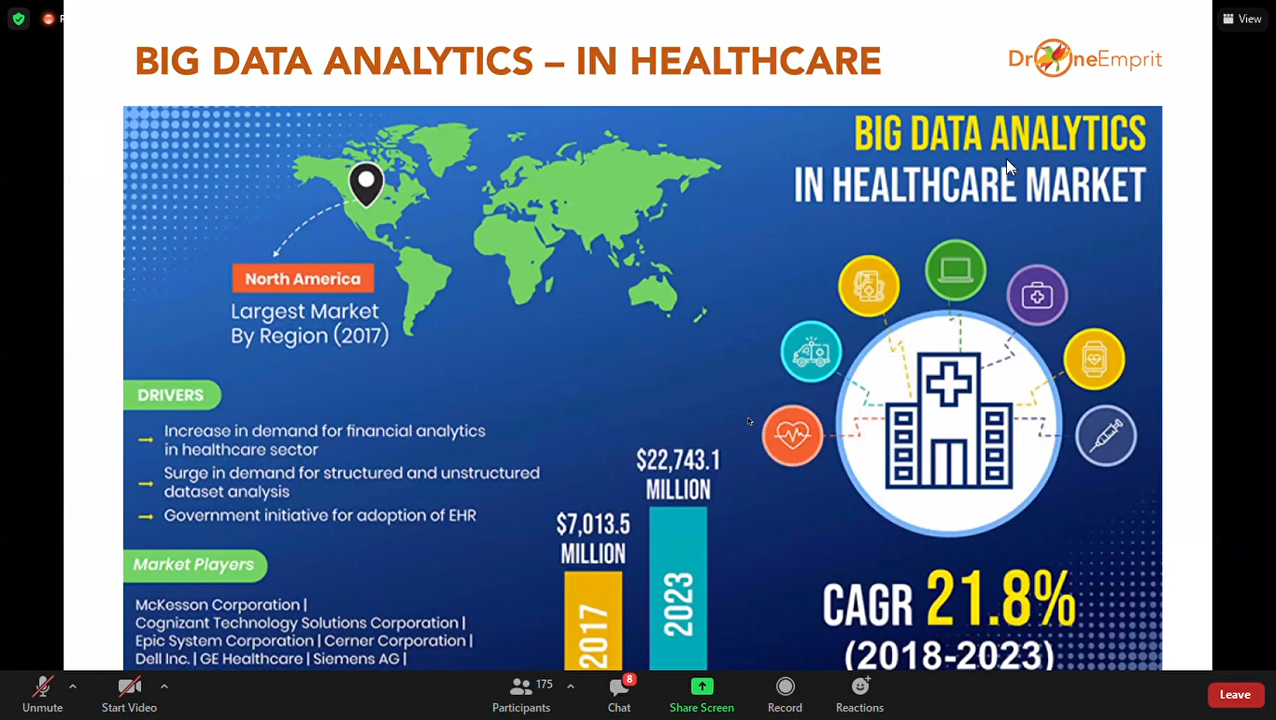 View
BIG DATA ANALYTICS – IN HEALTHCARE
DrOneEmprit
BIG DATA ANALYTICS
IN HEALTHCARE MARKET
North America
Largest Market
By Region (2017)
DRIVERS
Increase in demand for financial analytics
in healthcare sector
Surge in demand for structured and unstructured
dataset analysis
Government initiative for adoption of EHR
Market Players
McKesson Corporation |
Cognizant Technology Solutions Corporation |
Epic System Corporation | Cerner Corporation |
Dell Inc. | GE Healthcare | Siemens AG |
$7,013.5
MILLION
2017
$22,743.1
MILLION
2023
CAGR 21.8%
(2018-2023)
Unmute
Start Video
175
Participants
8
Chat
Share Screen
Record
Reactions
Leave